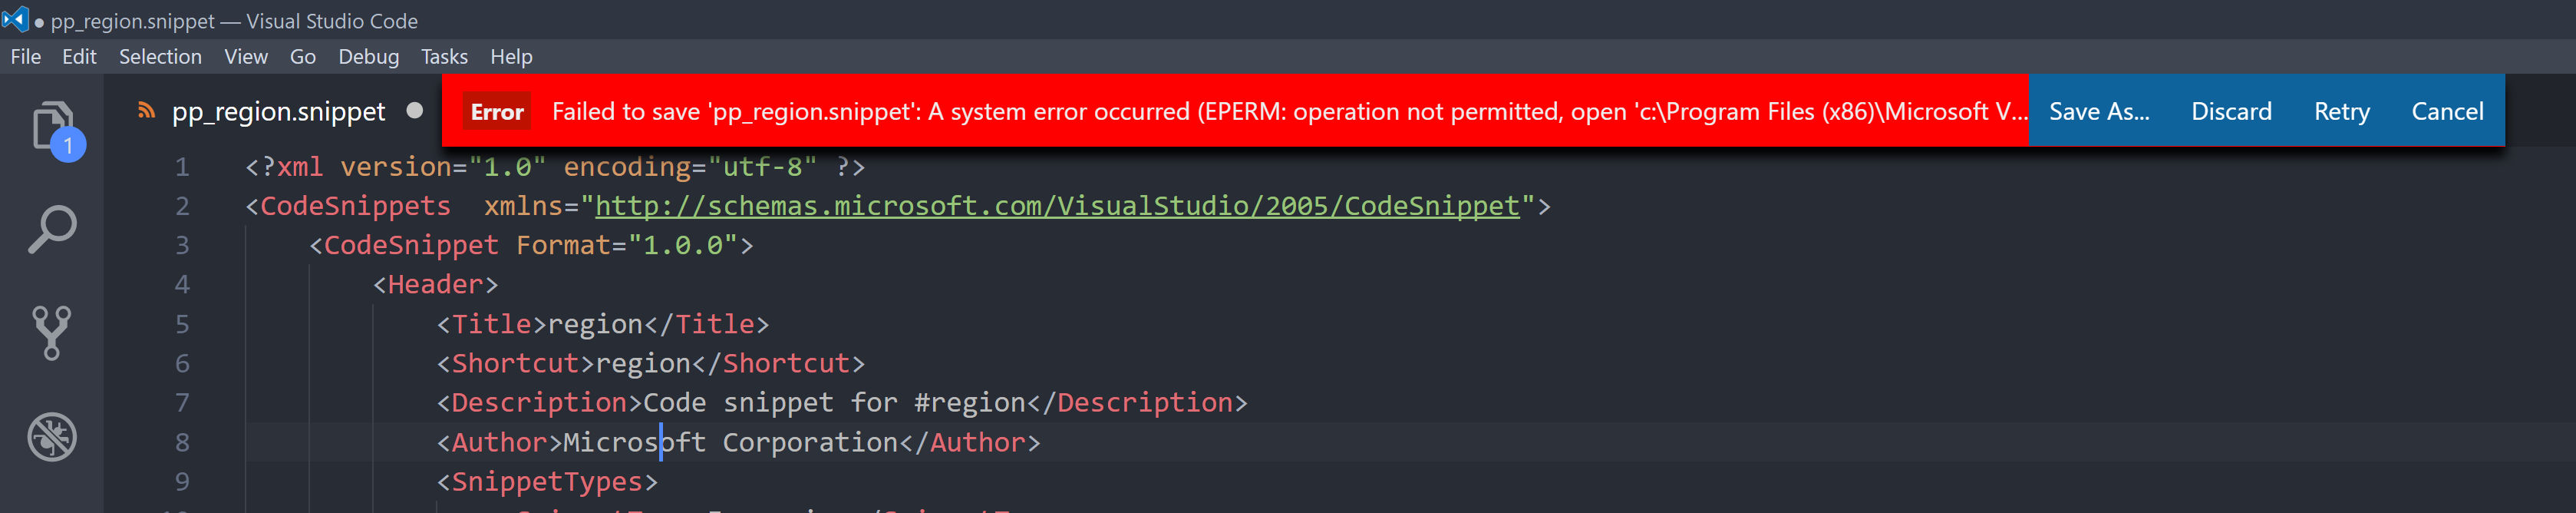 ● pp_region.snippet — Visual Studio Code
File Edit Selection View Go Debug Tasks Help
pp_region.snippet ●
Error Failed to save 'pp_region.snippet': A system error occurred (EPERM: operation not permitted, open 'c:\Program Files (x86)\Microsoft V... Save As... Discard Retry Cancel
1
1 <?xml version="1.0" encoding="utf-8" ?>
2 <CodeSnippets  xmlns="http://schemas.microsoft.com/VisualStudio/2005/CodeSnippet">
3 <CodeSnippet Format="1.0.0">
4 <Header>
5 <Title>region</Title>
6 <Shortcut>region</Shortcut>
7 <Description>Code snippet for #region</Description>
8 <Author>Microsoft Corporation</Author>
9 <SnippetTypes>